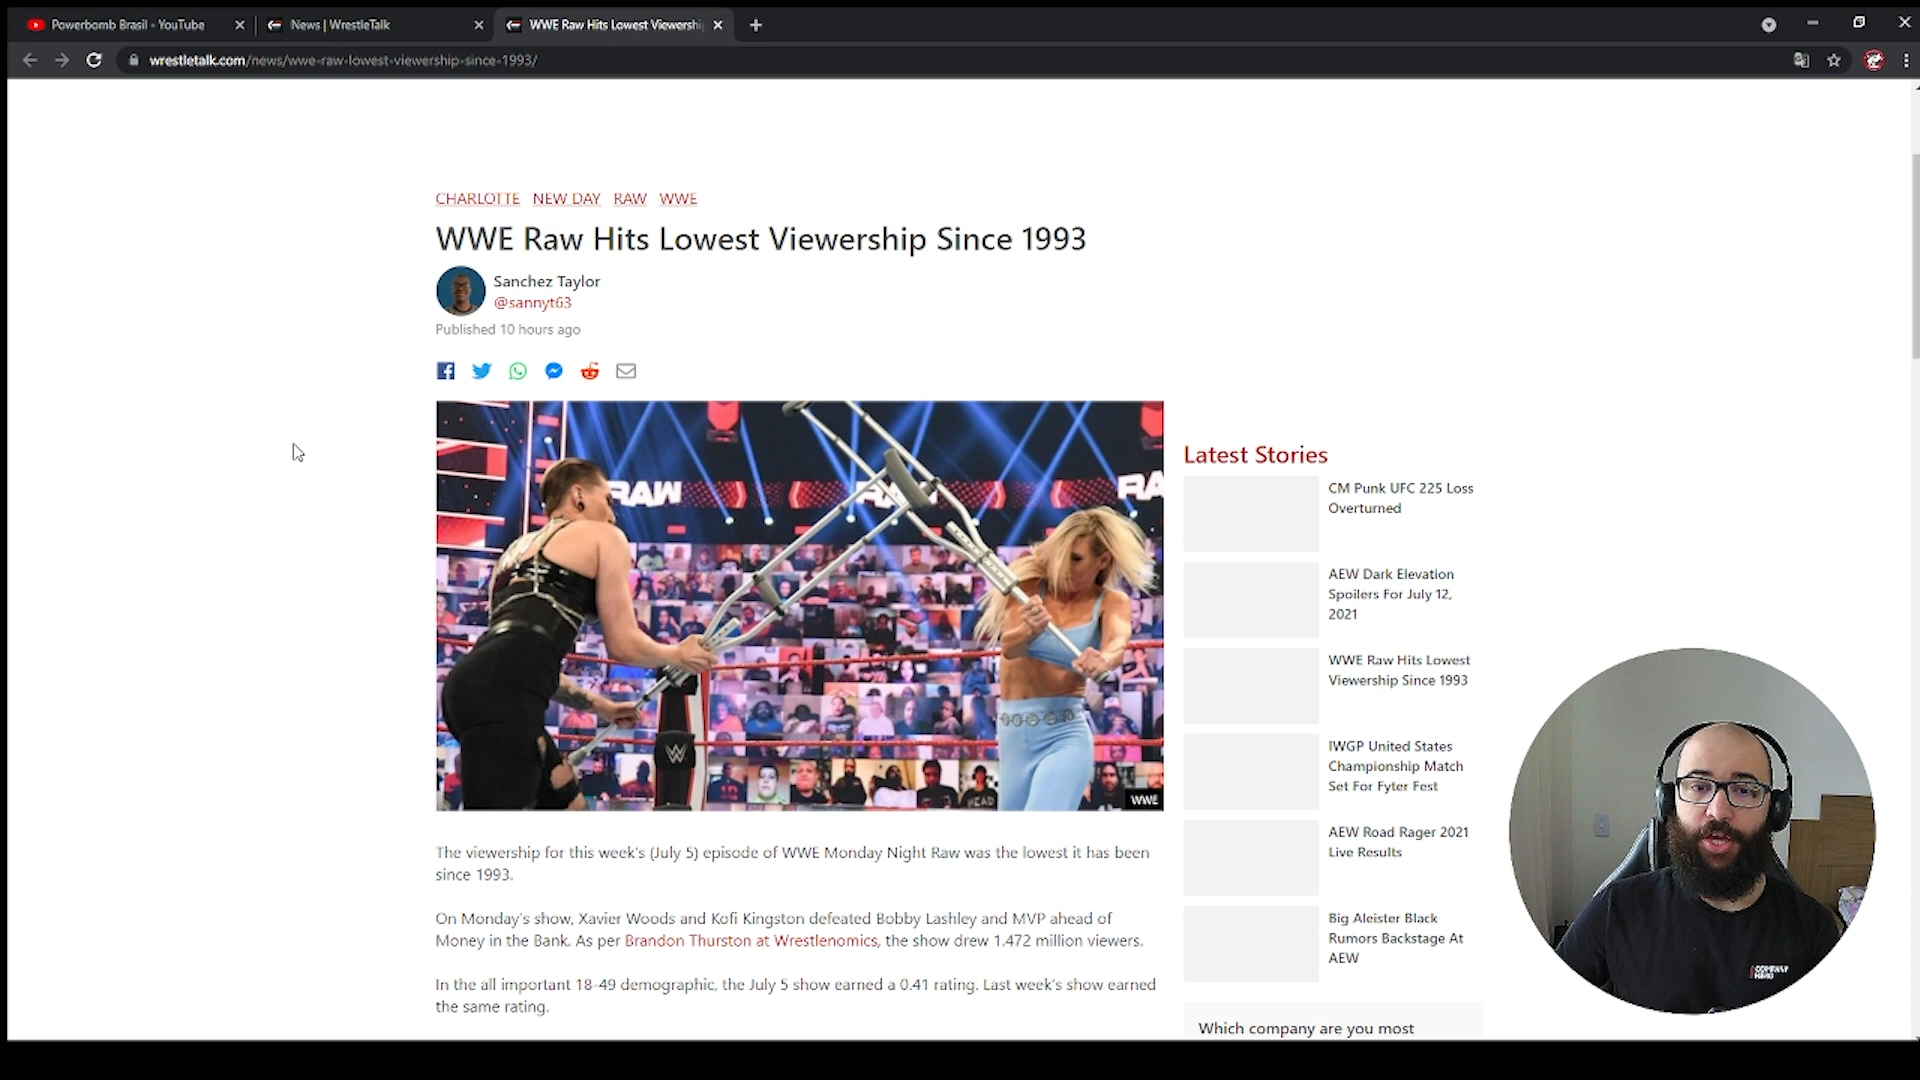 Powerbomb Brasil - YouTube
News | WrestleTalk
WWE Raw Hits Lowest Viewershi
wrestletalk.com/news/wwe-raw-lowest-viewership-since-1993/
CHARLOTTE NEW DAY RAW WWE
WWE Raw Hits Lowest Viewership Since 1993
Sanchez Taylor
@sannyt63
Published 10 hours ago
RAW
RA
W
WWE
The viewership for this week's (July 5) episode of WWE Monday Night Raw was the lowest it has been
since 1993.
On Monday's show, Xavier Woods and Kofi Kingston defeated Bobby Lashley and MVP ahead of
Money in the Bank. As per Brandon Thurston at Wrestlenomics, the show drew 1.472 million viewers.
In the all important 18-49 demographic, the July 5 show earned a 0.41 rating. Last week's show earned
the same rating.
Latest Stories
CM Punk UFC 225 Loss
Overturned
AEW Dark Elevation
Spoilers For July 12,
2021
WWE Raw Hits Lowest
Viewership Since 1993
IWGP United States
Championship Match
Set For Fyter Fest
AEW Road Rager 2021
Live Results
Big Aleister Black
Rumors Backstage At
AEW
Which company are you most
COMPANY
HERO